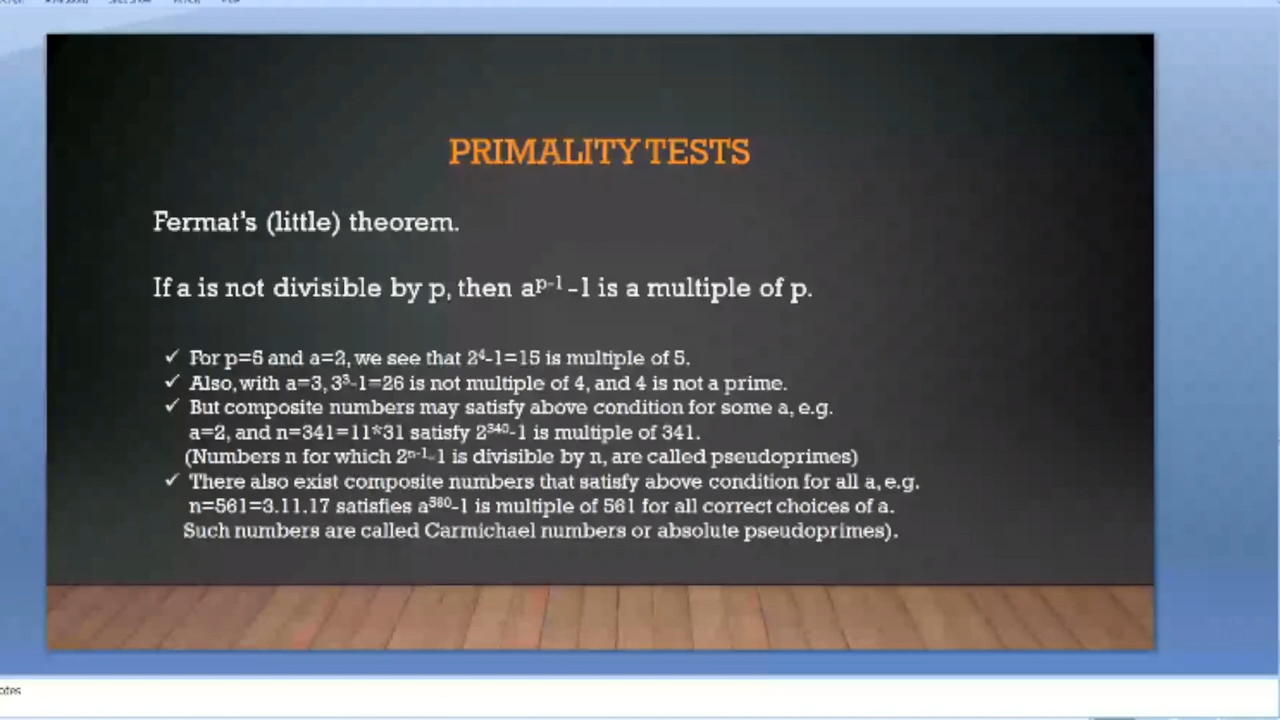 PRIMALITY TESTS
Fermat's (little) theorem.
If a is not divisible by p, then aᵖ⁻¹ -1 is a multiple of p.
✓ For p=5 and a=2, we see that 2⁴-1=15 is multiple of 5.
✓ Also, with a=3, 3³-1=26 is not multiple of 4, and 4 is not a prime.
✓ But composite numbers may satisfy above condition for some a, e.g.
a=2, and n=341=11*31 satisfy 2³⁴⁰-1 is multiple of 341.
(Numbers n for which 2ⁿ⁻¹-1 is divisible by n, are called pseudoprimes)
✓ There also exist composite numbers that satisfy above condition for all a, e.g.
n=561=3.11.17 satisfies a⁵⁶⁰-1 is multiple of 561 for all correct choices of a.
Such numbers are called Carmichael numbers or absolute pseudoprimes).
otes